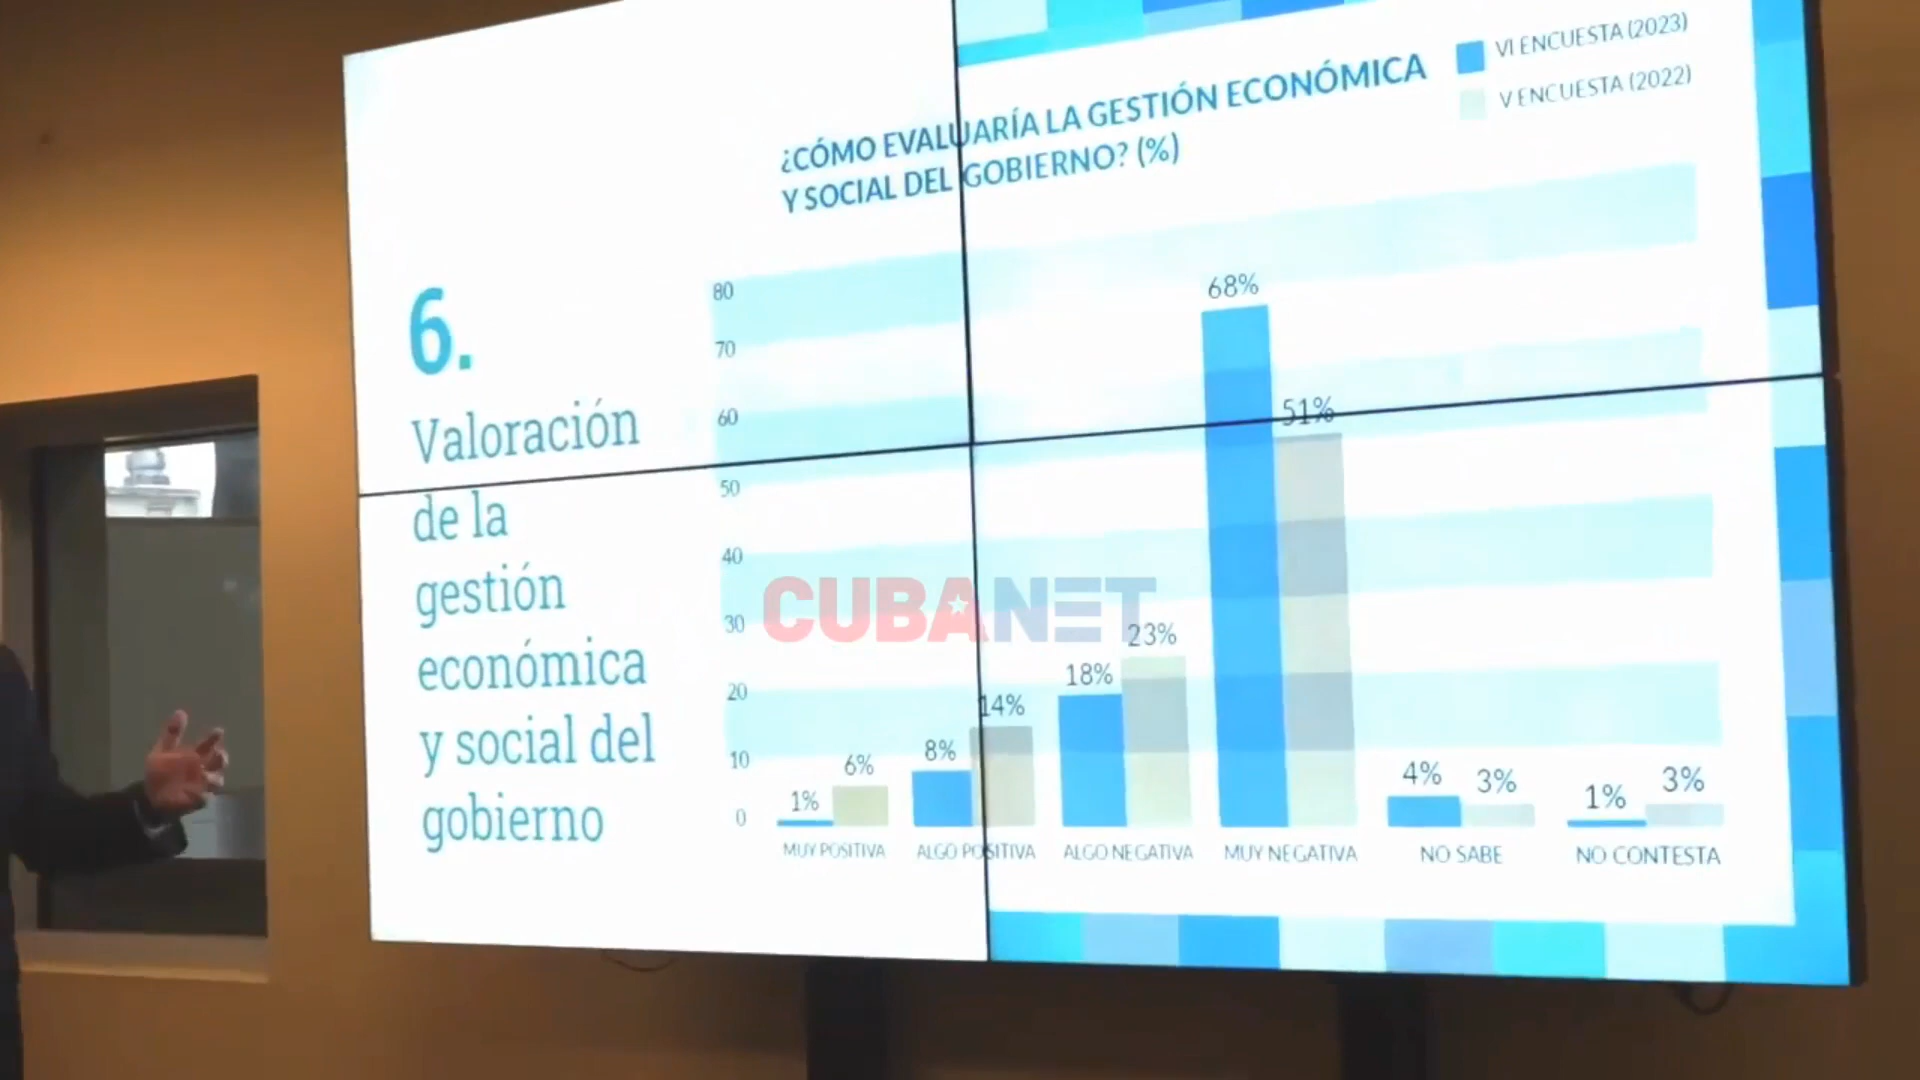 VI ENCUESTA (2023)
V ENCUESTA (2022)
¿CÓMO EVALUARÍA LA GESTIÓN ECONÓMICA
Y SOCIAL DEL GOBIERNO? (%)
6.
Valoración
de la
gestión
económica
y social del
gobierno
80
70
60
50
40
30
20
10
0
68%
51%
CUBANET
23%
18%
14%
8%
6%
1%
4%
3%
1%
3%
MUY POSITIVA
ALGO POSITIVA
ALGO NEGATIVA
MUY NEGATIVA
NO SABE
NO CONTESTA